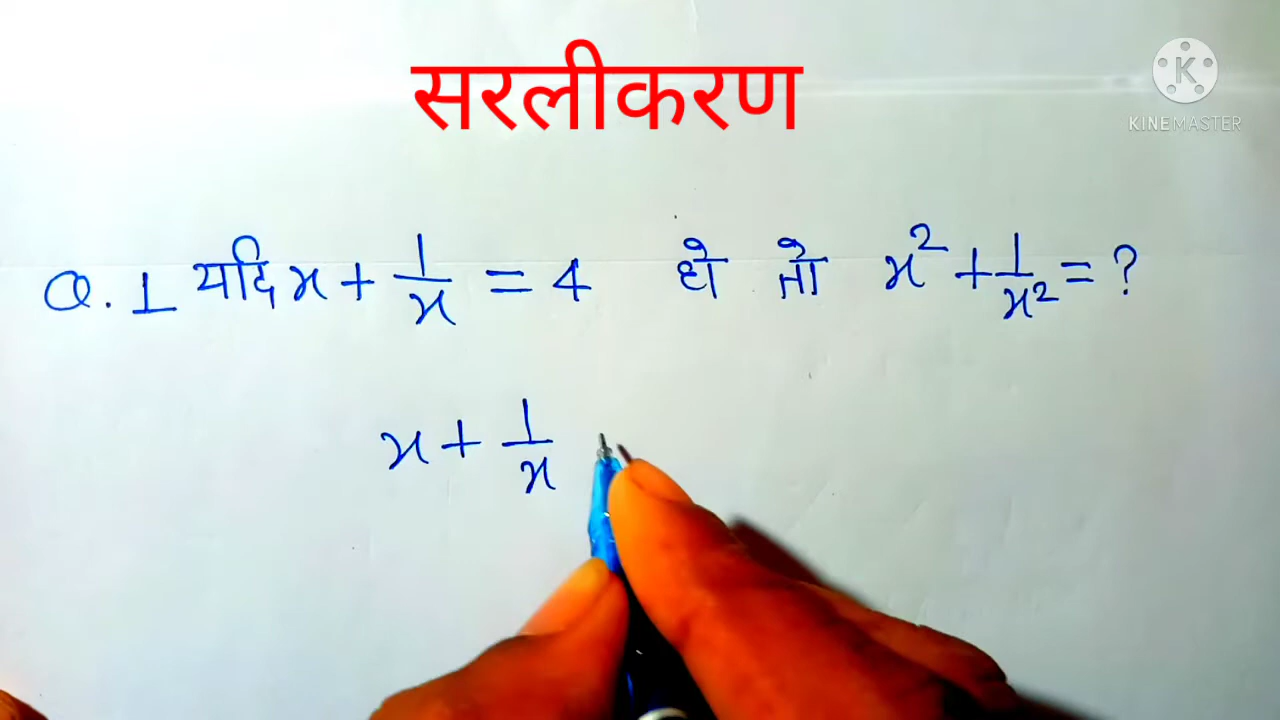 सरलीकरण
KINEMASTER
Q. 1 यदि x + 1/x = 4 हो तो x² + 1/x² = ?
x + 1/x